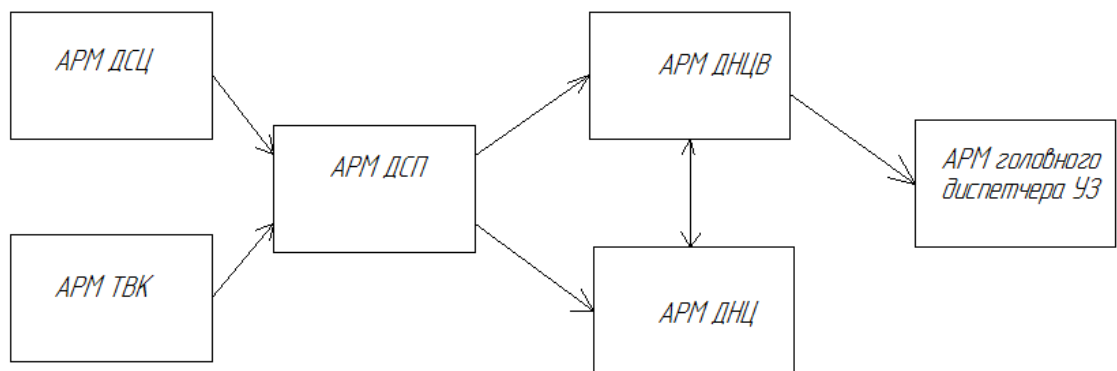 АРМ ДСЦ
АРМ ТВК
АРМ ДСП
АРМ ДНЦВ
АРМ ДНЦ
АРМ головного
диспетчера УЗ